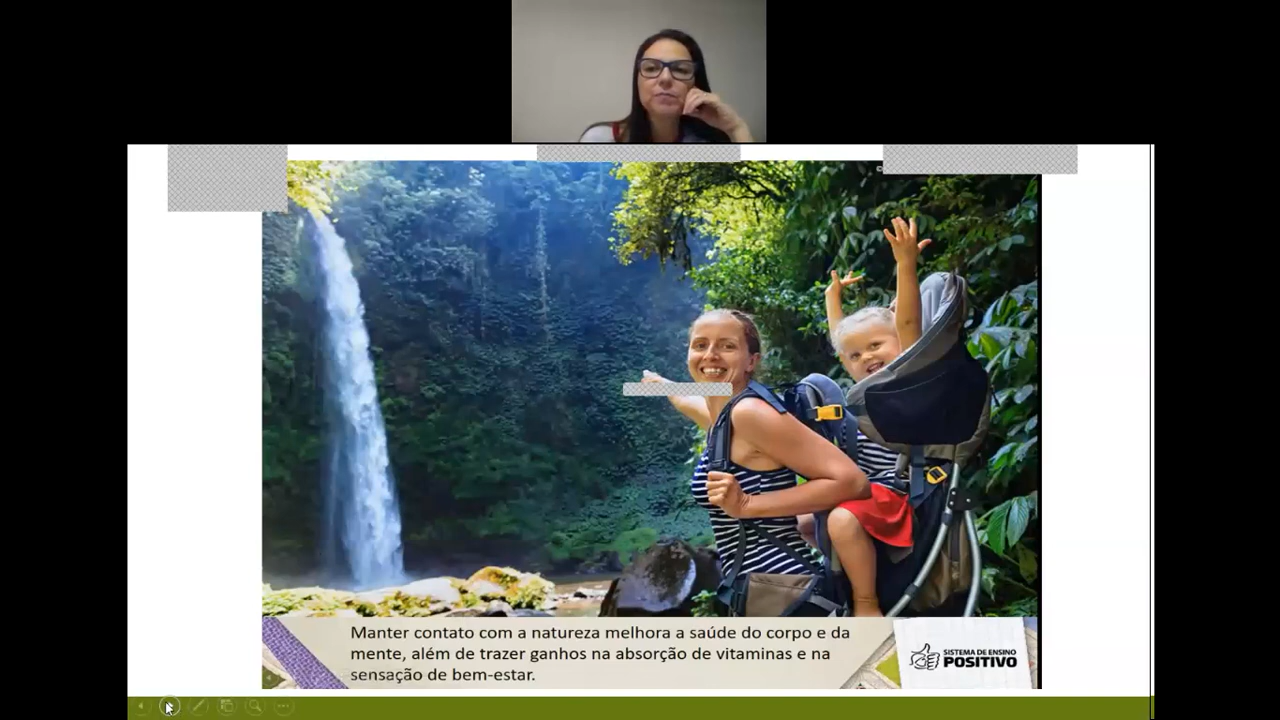 Manter contato com a natureza melhora a saúde do corpo e da
mente, além de trazer ganhos na absorção de vitaminas e na
sensação de bem-estar.
SISTEMA DE ENSINO
POSITIVO